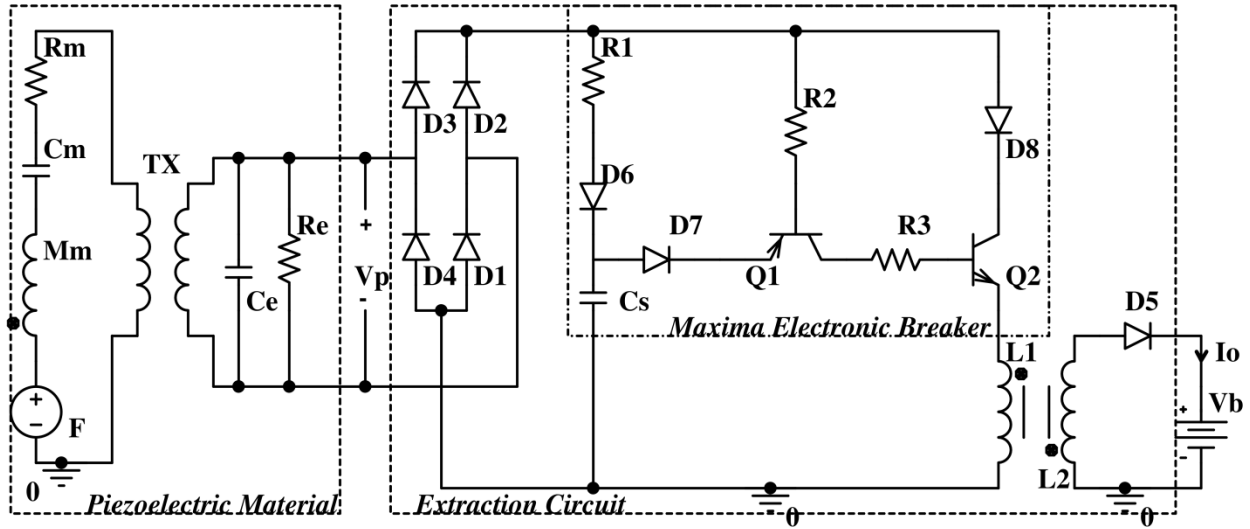 Rm
Cm
Mm
F
0
TX
Ce
Re
+
Vp
-
D3
D2
D4
D1
R1
D6
Cs
D7
R2
Q1
R3
D8
Q2
Maxima Electronic Breaker
L1
L2
D5
Io
Vb
+
-
0
0
Piezoelectric Material
Extraction Circuit